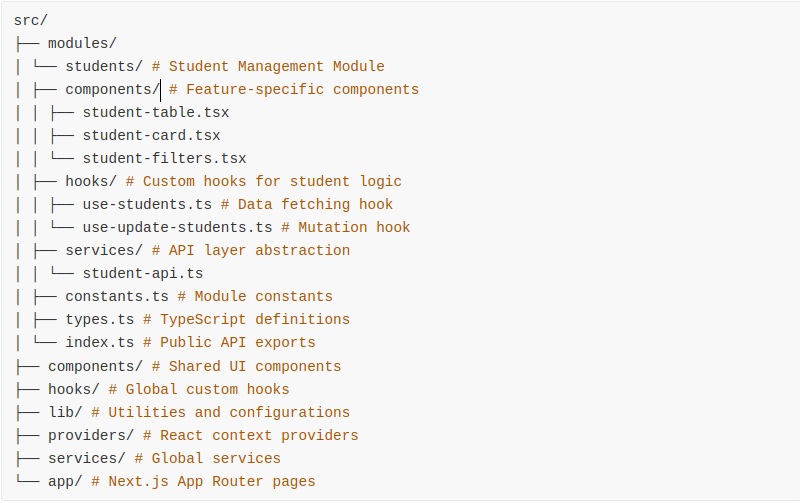 src/
├── modules/
│ └── students/ # Student Management Module
│ ├── components/ # Feature-specific components
│ │ ├── student-table.tsx
│ │ ├── student-card.tsx
│ │ └── student-filters.tsx
│ ├── hooks/ # Custom hooks for student logic
│ │ ├── use-students.ts # Data fetching hook
│ │ └── use-update-students.ts # Mutation hook
│ ├── services/ # API layer abstraction
│ │ └── student-api.ts
│ ├── constants.ts # Module constants
│ ├── types.ts # TypeScript definitions
│ └── index.ts # Public API exports
├── components/ # Shared UI components
├── hooks/ # Global custom hooks
├── lib/ # Utilities and configurations
├── providers/ # React context providers
├── services/ # Global services
└── app/ # Next.js App Router pages